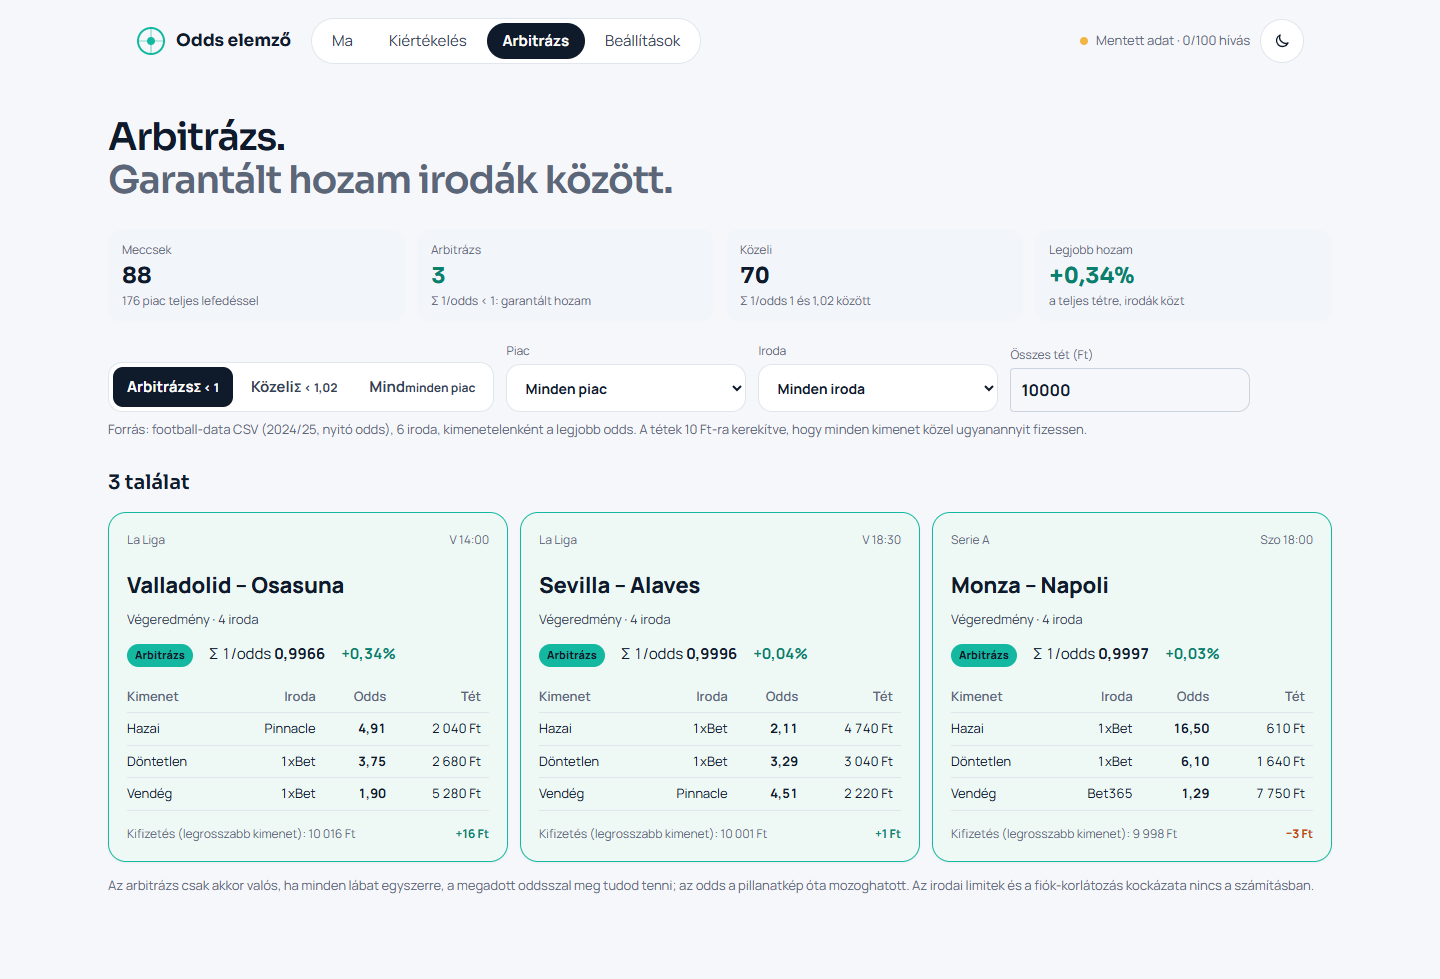 Odds elemző
Ma Kiértékelés Arbitrázs Beállítások
Mentett adat · 0/100 hívás
Arbitrázs.
Garantált hozam irodák között.
Meccsek
88
176 piac teljes lefedéssel
Arbitrázs
3
Σ 1/odds < 1: garantált hozam
Közeli
70
Σ 1/odds 1 és 1,02 között
Legjobb hozam
+0,34%
a teljes tétre, irodák közt
ArbitrázsΣ < 1 KözeliΣ < 1,02 Mindminden piac
Piac
Minden piac
Iroda
Minden iroda
Összes tét (Ft)
10000
Forrás: football-data CSV (2024/25, nyitó odds), 6 iroda, kimenetelenként a legjobb odds. A tétek 10 Ft-ra kerekítve, hogy minden kimenet közel ugyanannyit fizessen.
3 találat
La Liga V 14:00
Valladolid – Osasuna
Végeredmény · 4 iroda
Arbitrázs Σ 1/odds 0,9966 +0,34%
Kimenet Iroda Odds Tét
Hazai Pinnacle 4,91 2 040 Ft
Döntetlen 1xBet 3,75 2 680 Ft
Vendég 1xBet 1,90 5 280 Ft
Kifizetés (legrosszabb kimenet): 10 016 Ft +16 Ft
La Liga V 18:30
Sevilla – Alaves
Végeredmény · 4 iroda
Arbitrázs Σ 1/odds 0,9996 +0,04%
Kimenet Iroda Odds Tét
Hazai 1xBet 2,11 4 740 Ft
Döntetlen 1xBet 3,29 3 040 Ft
Vendég Pinnacle 4,51 2 220 Ft
Kifizetés (legrosszabb kimenet): 10 001 Ft +1 Ft
Serie A Szo 18:00
Monza – Napoli
Végeredmény · 4 iroda
Arbitrázs Σ 1/odds 0,9997 +0,03%
Kimenet Iroda Odds Tét
Hazai 1xBet 16,50 610 Ft
Döntetlen 1xBet 6,10 1 640 Ft
Vendég Bet365 1,29 7 750 Ft
Kifizetés (legrosszabb kimenet): 9 998 Ft −3 Ft
Az arbitrázs csak akkor valós, ha minden lábat egyszerre, a megadott oddsszal meg tudod tenni; az odds a pillanatkép óta mozoghatott. Az irodai limitek és a fiók-korlátozás kockázata nincs a számításban.